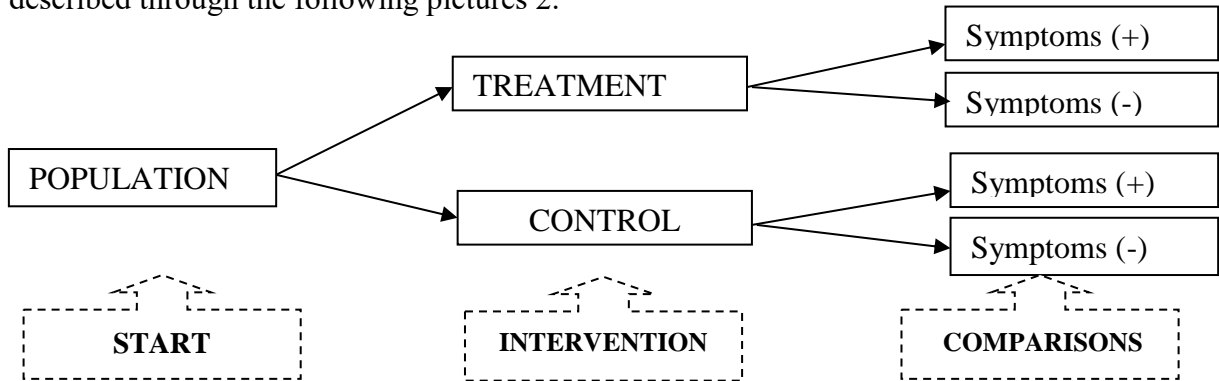 described through the following pictures 2.
Symptoms (+)
TREATMENT
Symptoms (-)
POPULATION
Symptoms (+)
CONTROL
Symptoms (-)
START
INTERVENTION
COMPARISONS